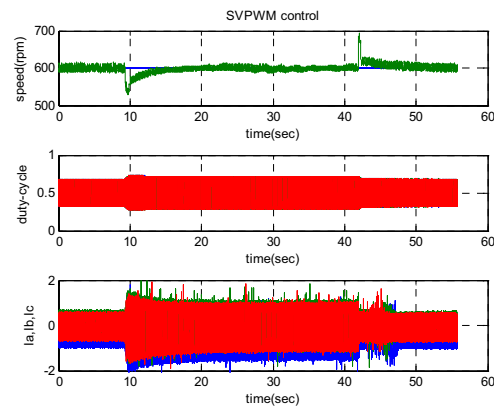 SVPWM control
700
600
500
speed(rpm)
0 10 20 30 40 50 60
time(sec)
1
0.5
0
duty-cycle
0 10 20 30 40 50 60
time(sec)
2
0
-2
Ia,Ib,Ic
0 10 20 30 40 50 60
time(sec)